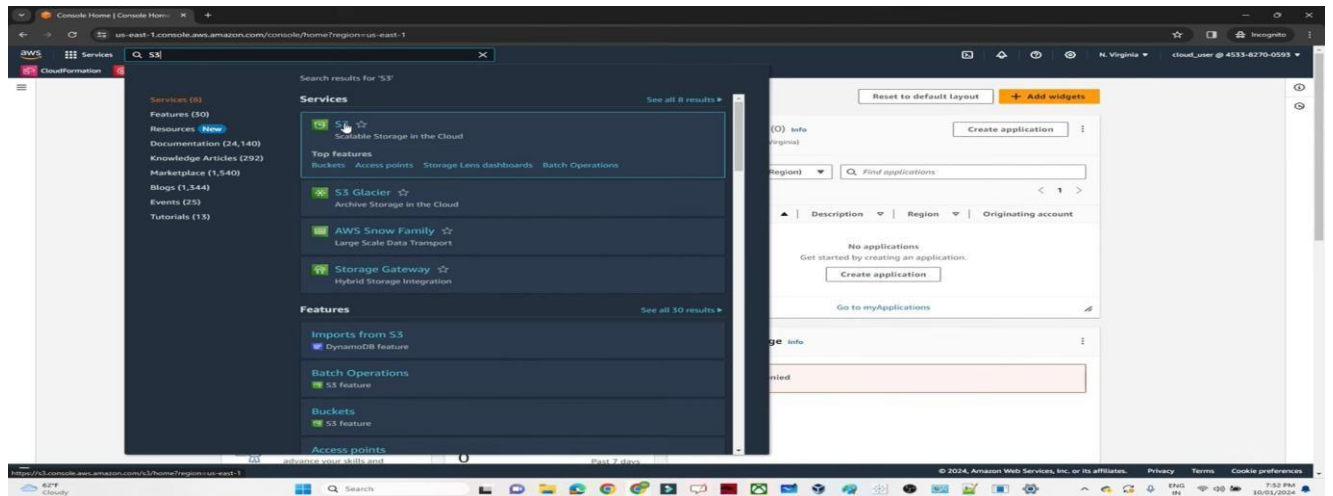 Console Home | Console Home
us-east-1.console.aws.amazon.com/console/home?region=us-east-1
Incognito
aws
Services
S3
N. Virginia
cloud_user @ 4533-8270-0593
CloudFormation
Search results for 'S3'
Services (8)
Features (30)
Resources New
Documentation (24,140)
Knowledge Articles (292)
Marketplace (1,540)
Blogs (1,344)
Events (25)
Tutorials (13)
Services
See all 8 results
S3
Scalable Storage in the Cloud
Top features
Buckets Access points Storage Lens dashboards Batch Operations
S3 Glacier
Archive Storage in the Cloud
AWS Snow Family
Large Scale Data Transport
Storage Gateway
Hybrid Storage Integration
Features
See all 30 results
Imports from S3
DynamoDB feature
Batch Operations
S3 feature
Buckets
S3 feature
Access points
Reset to default layout
+ Add widgets
(0) Info
Create application
Virginia)
Region)
Find applications
< 1 >
Description
Region
Originating account
No applications
Get started by creating an application.
Create application
Go to myApplications
ge Info
nied
advance your skills and
0
Past 7 days
https://s3.console.aws.amazon.com/s3/home?region=us-east-1
© 2024, Amazon Web Services, Inc. or its affiliates. Privacy Terms Cookie preferences
62°F
Cloudy
Search
ENG
IN
7:52 PM
10/01/2024